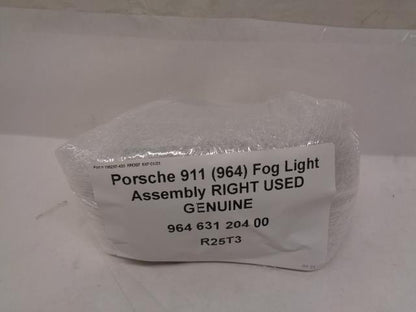 Porsche 911 (964) Fog Light
Assembly RIGHT USED
GENUINE
964 631 204 00
R25T3